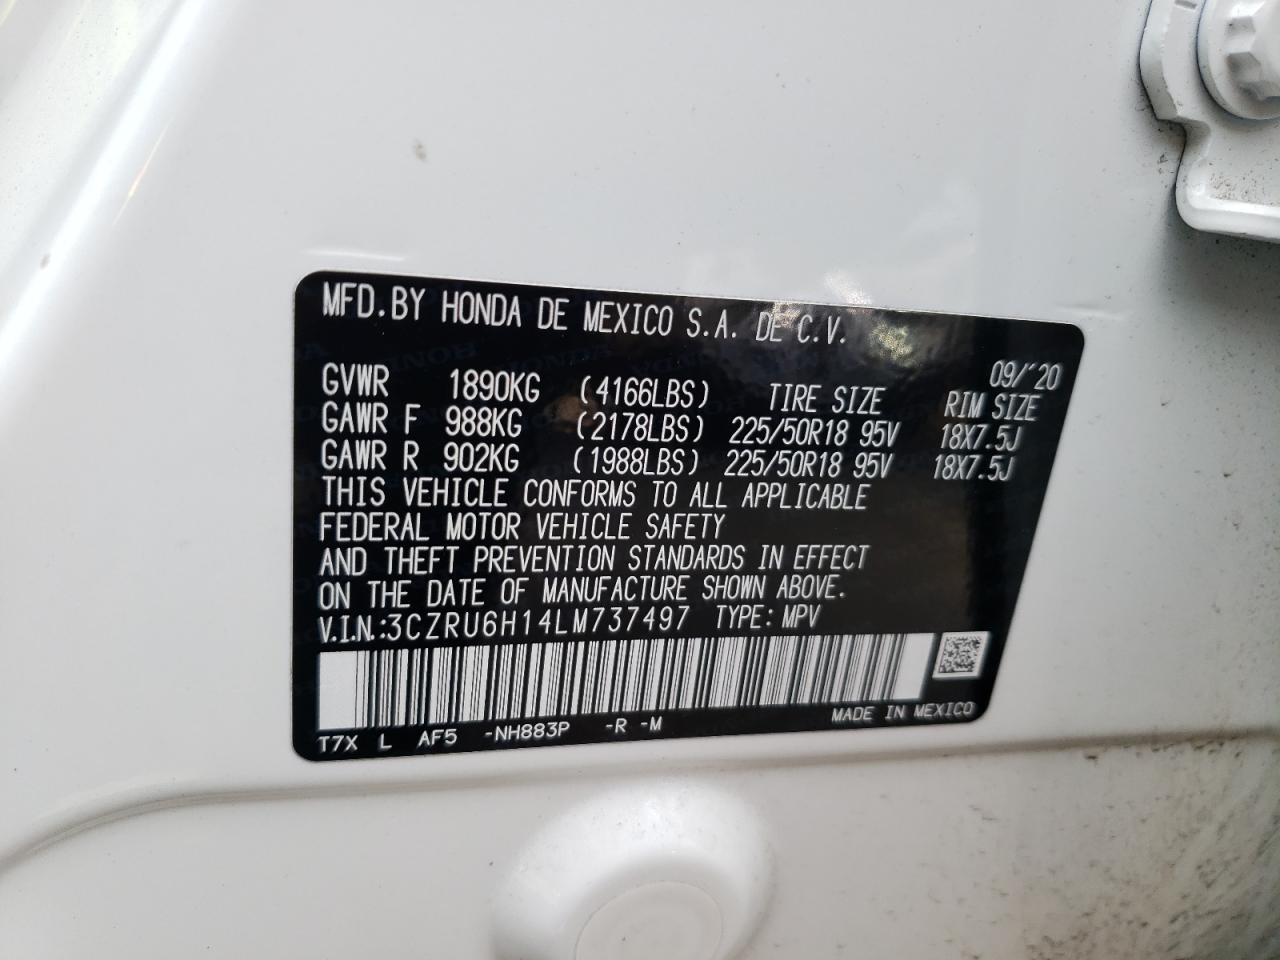 MFD.BY HONDA DE MEXICO S.A. DE C.V.
09/'20
GVWR 1890KG (4166LBS) TIRE SIZE RIM SIZE
GAWR F 988KG (2178LBS) 225/50R18 95V 18X7.5J
GAWR R 902KG (1988LBS) 225/50R18 95V 18X7.5J
THIS VEHICLE CONFORMS TO ALL APPLICABLE
FEDERAL MOTOR VEHICLE SAFETY
AND THEFT PREVENTION STANDARDS IN EFFECT
ON THE DATE OF MANUFACTURE SHOWN ABOVE.
V.I.N.:3CZRU6H14LM737497 TYPE: MPV
T7X L AF5 -NH883P -R -M MADE IN MEXICO